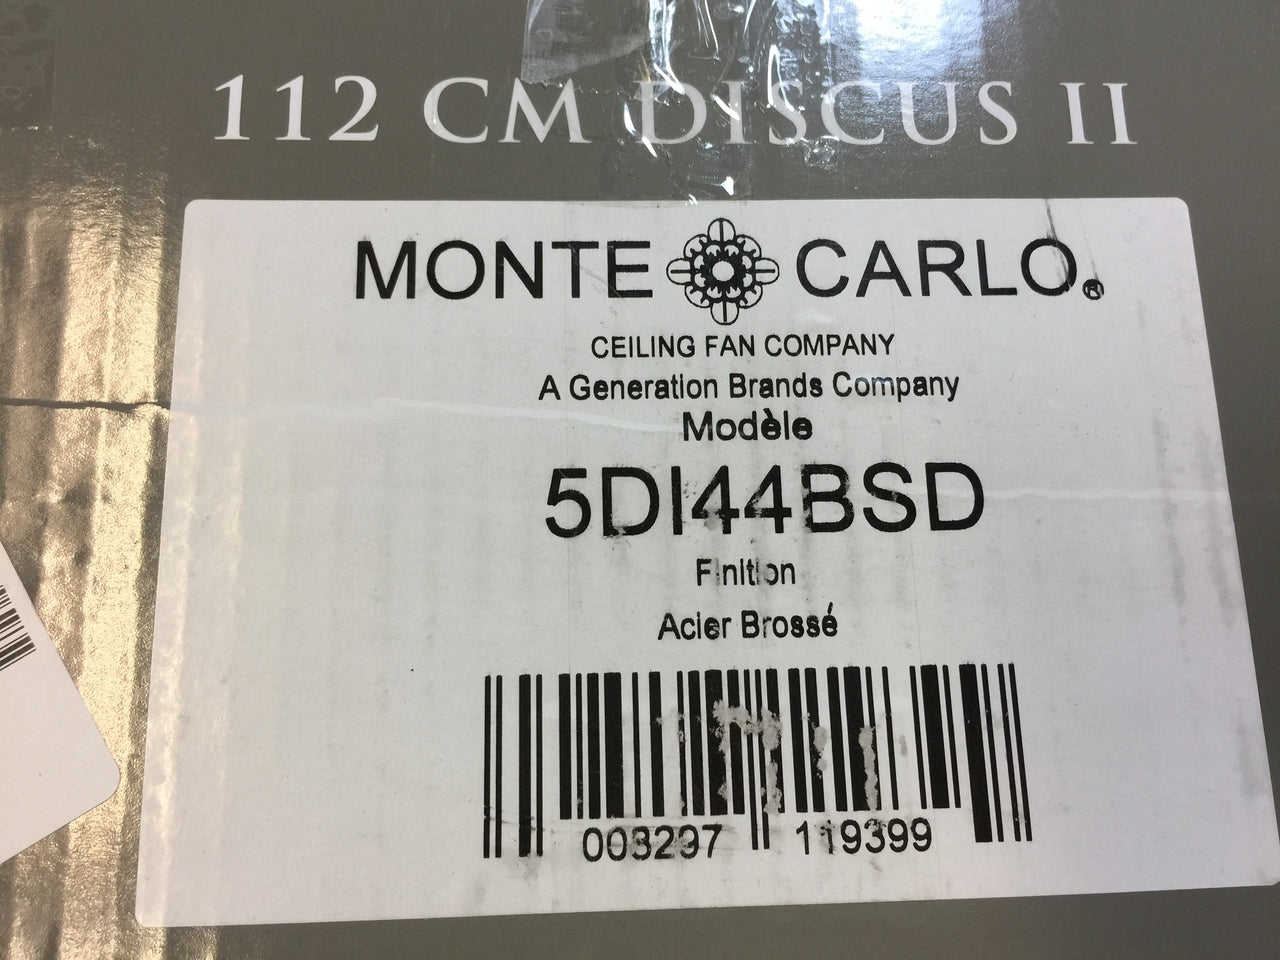 112 CM DISCUS II
MONTE CARLO®
CEILING FAN COMPANY
A Generation Brands Company
Modèle
5DI44BSD
Finition
Acier Brossé
003297 119399